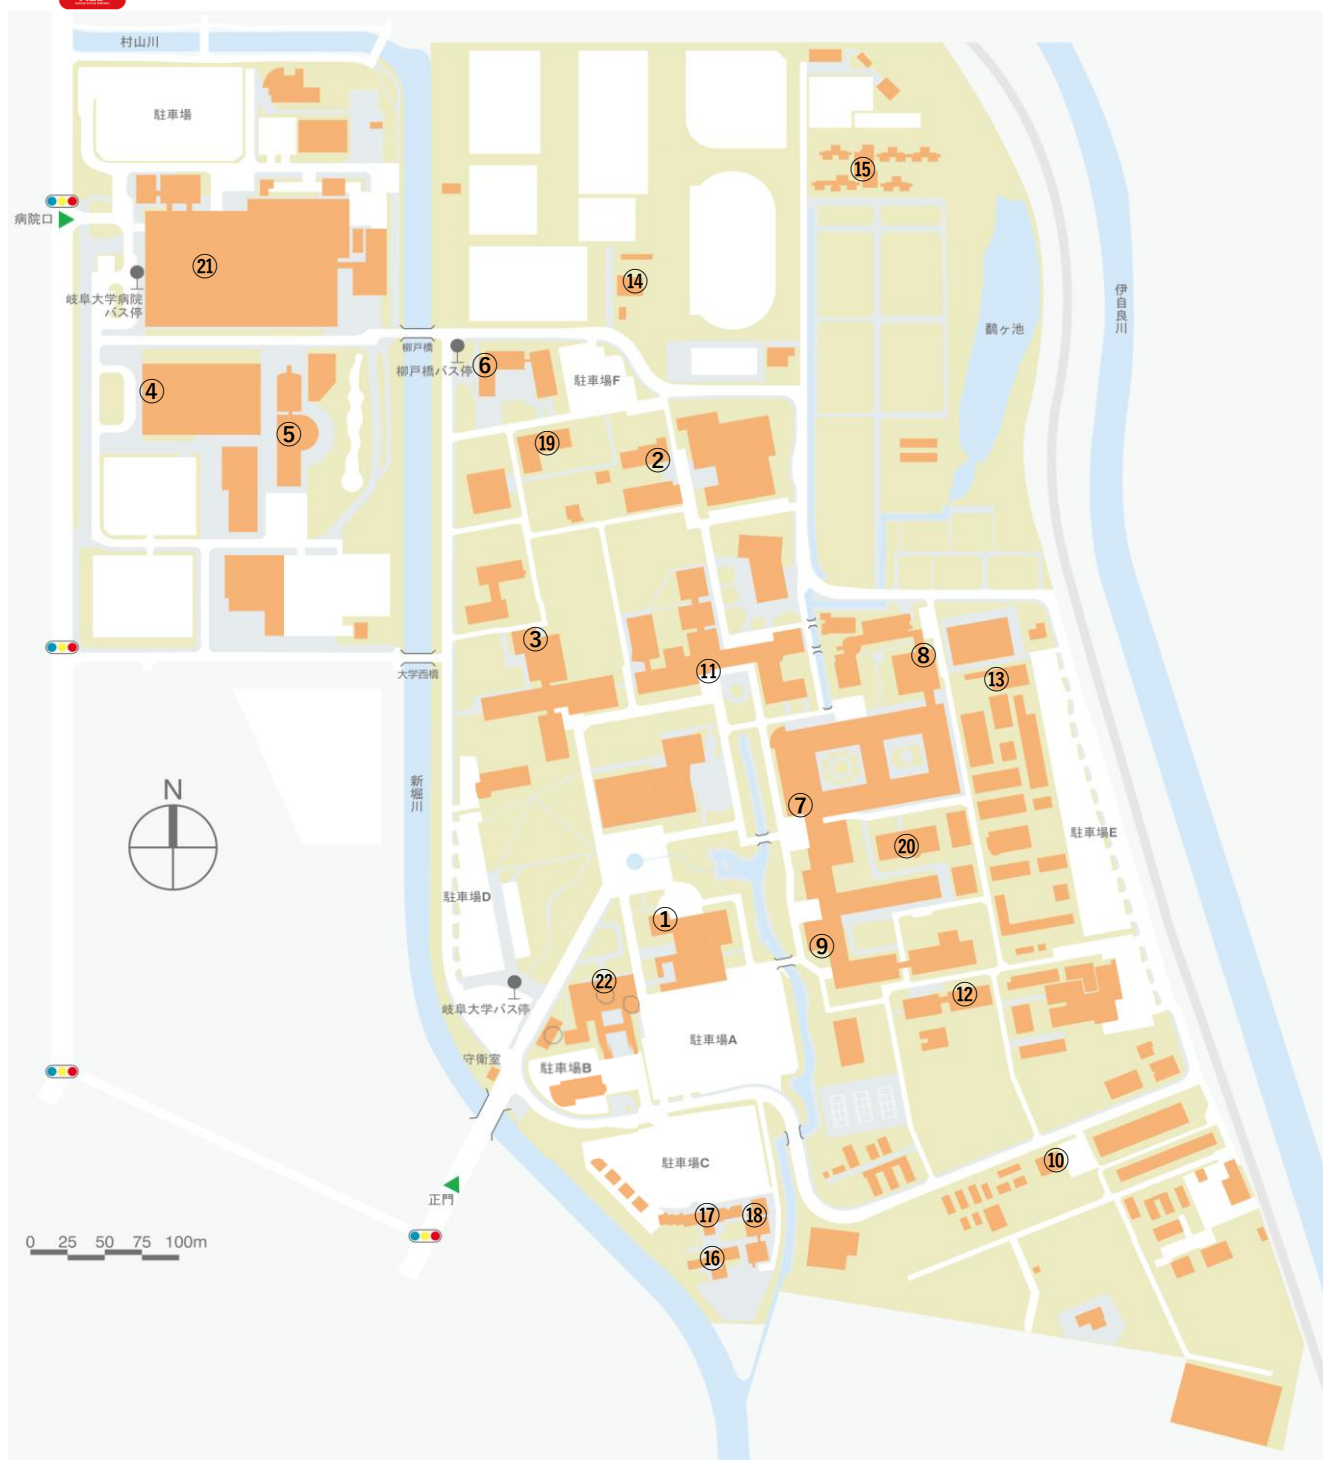 村山川
駐車場
病院口
㉑
岐阜大学病院
バス停
⑭
⑮
鷭ヶ池
伊自良川
柳戸橋
柳戸橋バス停
⑥
駐車場F
④
⑤
⑲
②
③
大学西橋
⑪
⑧
⑬
N
新堀川
⑦
⑳
駐車場E
駐車場D
①
⑨
㉒
⑫
岐阜大学バス停
守衛室
駐車場B
駐車場A
駐車場C
⑩
正門
⑰
⑱
⑯
0 25 50 75 100m